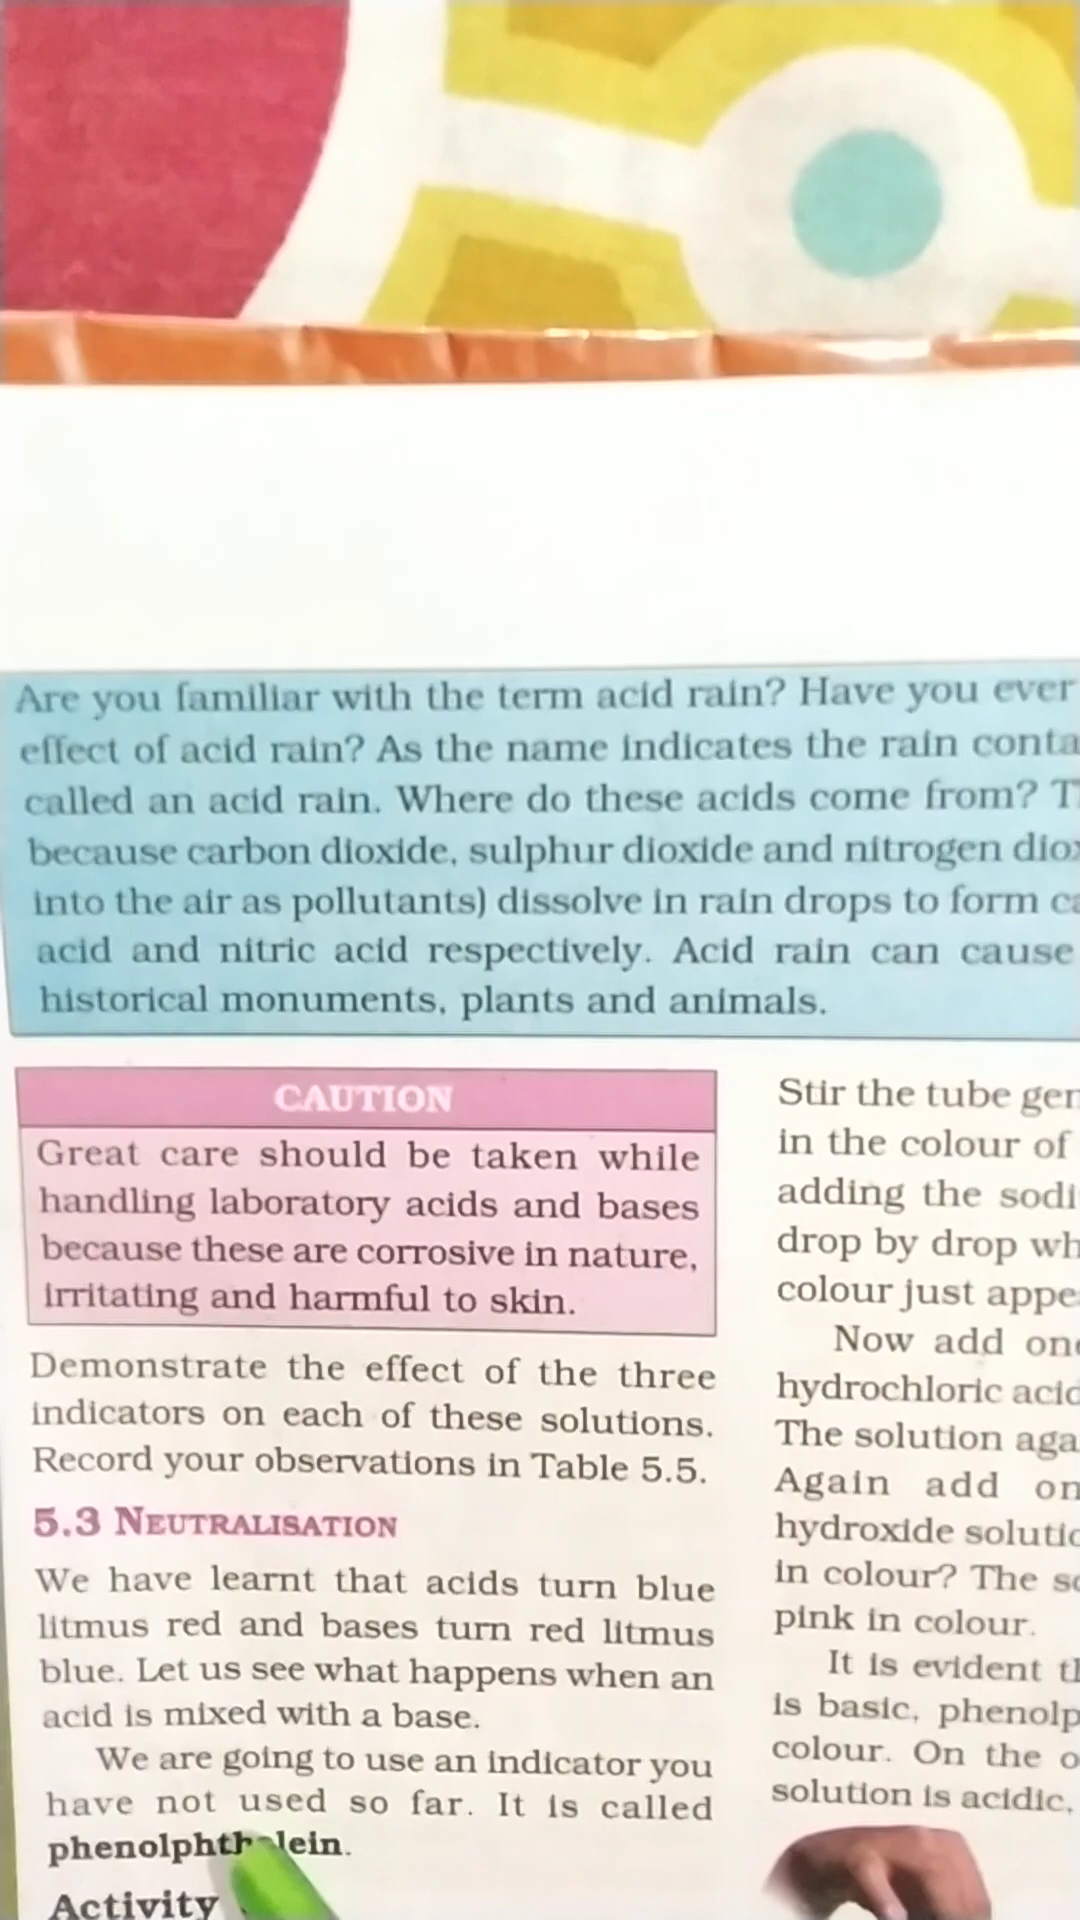 Are you familiar with the term acid rain? Have you ever
effect of acid rain? As the name indicates the rain
called an acid rain. Where do these acids come from?
because carbon dioxide, sulphur dioxide and nitrogen
into the air as pollutants) dissolve in rain drops to form
acid and nitric acid respectively. Acid rain can cause
historical monuments, plants and animals.
CAUTION
Great care should be taken while
handling laboratory acids and bases
because these are corrosive in nature,
irritating and harmful to skin.
Demonstrate the effect of the three
indicators on each of these solutions.
Record your observations in Table 5.5.
5.3 NEUTRALISATION
We have learnt that acids turn blue
litmus red and bases turn red litmus
blue. Let us see what happens when an
acid is mixed with a base.
We are going to use an indicator you
have not used so far. It is called
phenolphthalein.
Activity
Stir the tube
in the colour of
adding the
drop by drop
colour just
Now add
hydrochloric
The solution
Again add
hydroxide
in colour? The
pink in colour.
It is evident
is basic,
colour. On the
solution is acidic,